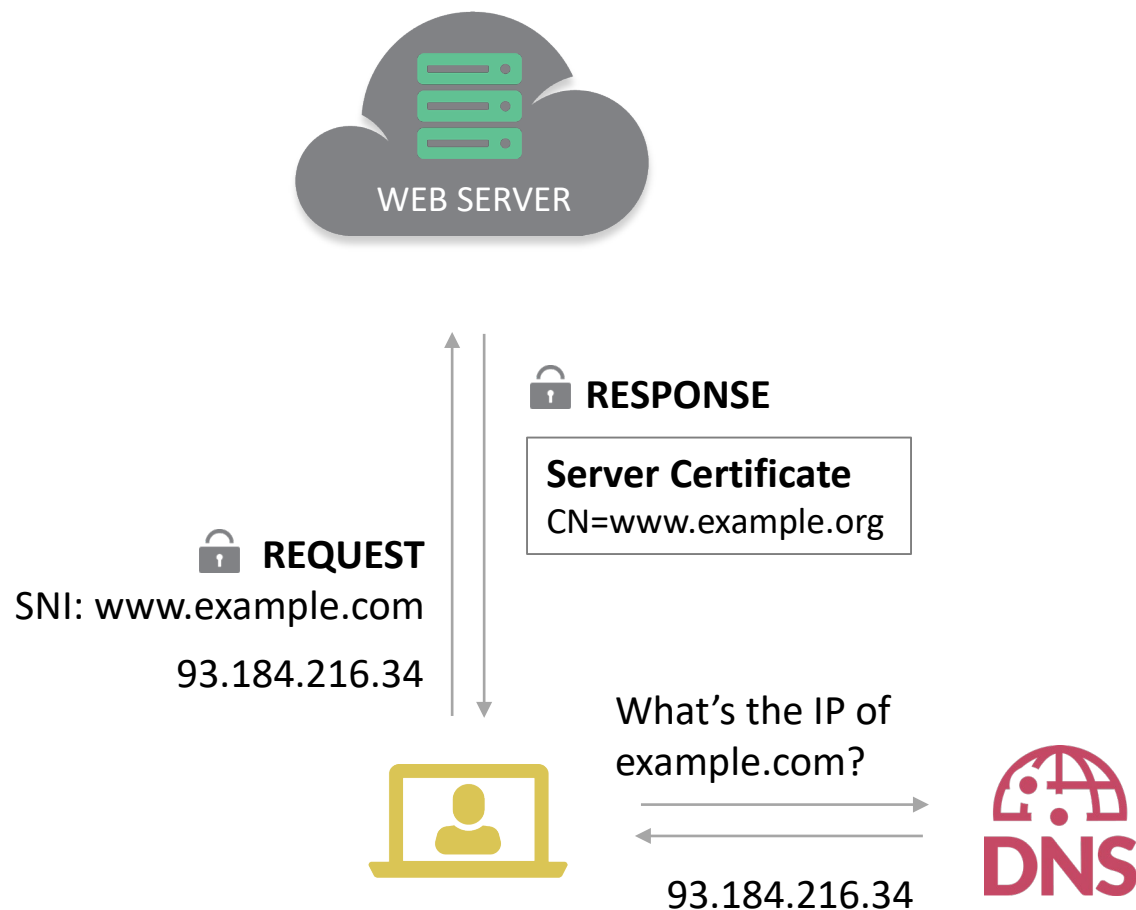 WEB SERVER
RESPONSE
Server Certificate
CN=www.example.org
REQUEST
SNI: www.example.com
93.184.216.34
What’s the IP of
example.com?
DNS
93.184.216.34